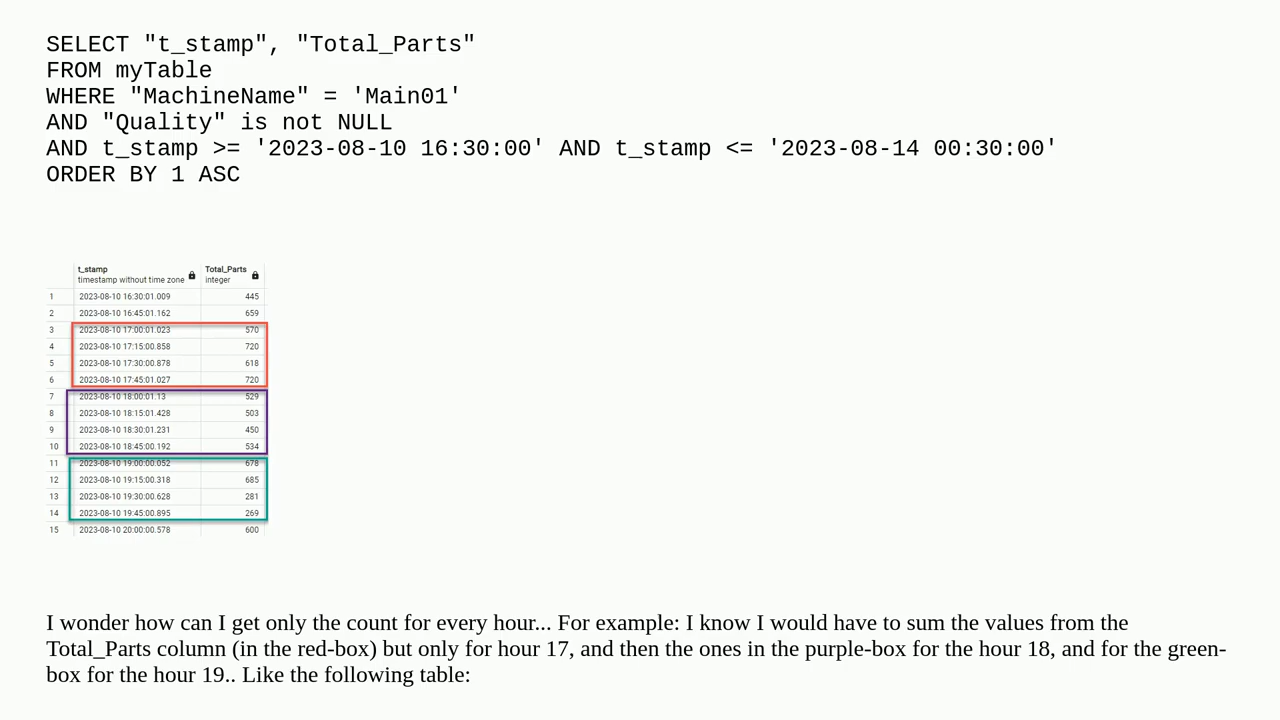 SELECT "t_stamp", "Total_Parts"
FROM myTable
WHERE "MachineName" = 'Main01'
AND "Quality" is not NULL
AND t_stamp >= '2023-08-10 16:30:00' AND t_stamp <= '2023-08-14 00:30:00'
ORDER BY 1 ASC
t_stamp Total_Parts
timestamp without time zone integer
1 2023-08-10 16:30:01.009 445
2 2023-08-10 16:45:01.162 659
3 2023-08-10 17:00:01.023 570
4 2023-08-10 17:15:00.858 720
5 2023-08-10 17:30:00.878 618
6 2023-08-10 17:45:01.027 720
7 2023-08-10 18:00:01.13 529
8 2023-08-10 18:15:01.428 503
9 2023-08-10 18:30:01.231 450
10 2023-08-10 18:45:00.192 534
11 2023-08-10 19:00:00.052 678
12 2023-08-10 19:15:00.318 685
13 2023-08-10 19:30:00.628 281
14 2023-08-10 19:45:00.895 269
15 2023-08-10 20:00:00.578 600
I wonder how can I get only the count for every hour... For example: I know I would have to sum the values from the
Total_Parts column (in the red-box) but only for hour 17, and then the ones in the purple-box for the hour 18, and for the green-
box for the hour 19.. Like the following table: